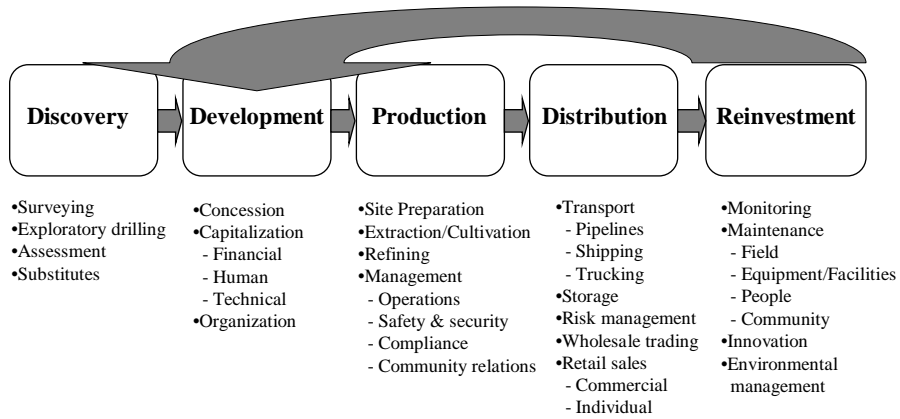 Discovery
Development
Production
Distribution
Reinvestment
•Surveying
•Exploratory drilling
•Assessment
•Substitutes
•Concession
•Capitalization
- Financial
- Human
- Technical
•Organization
•Site Preparation
•Extraction/Cultivation
•Refining
•Management
- Operations
- Safety & security
- Compliance
- Community relations
•Transport
- Pipelines
- Shipping
- Trucking
•Storage
•Risk management
•Wholesale trading
•Retail sales
- Commercial
- Individual
•Monitoring
•Maintenance
- Field
- Equipment/Facilities
- People
- Community
•Innovation
•Environmental
management